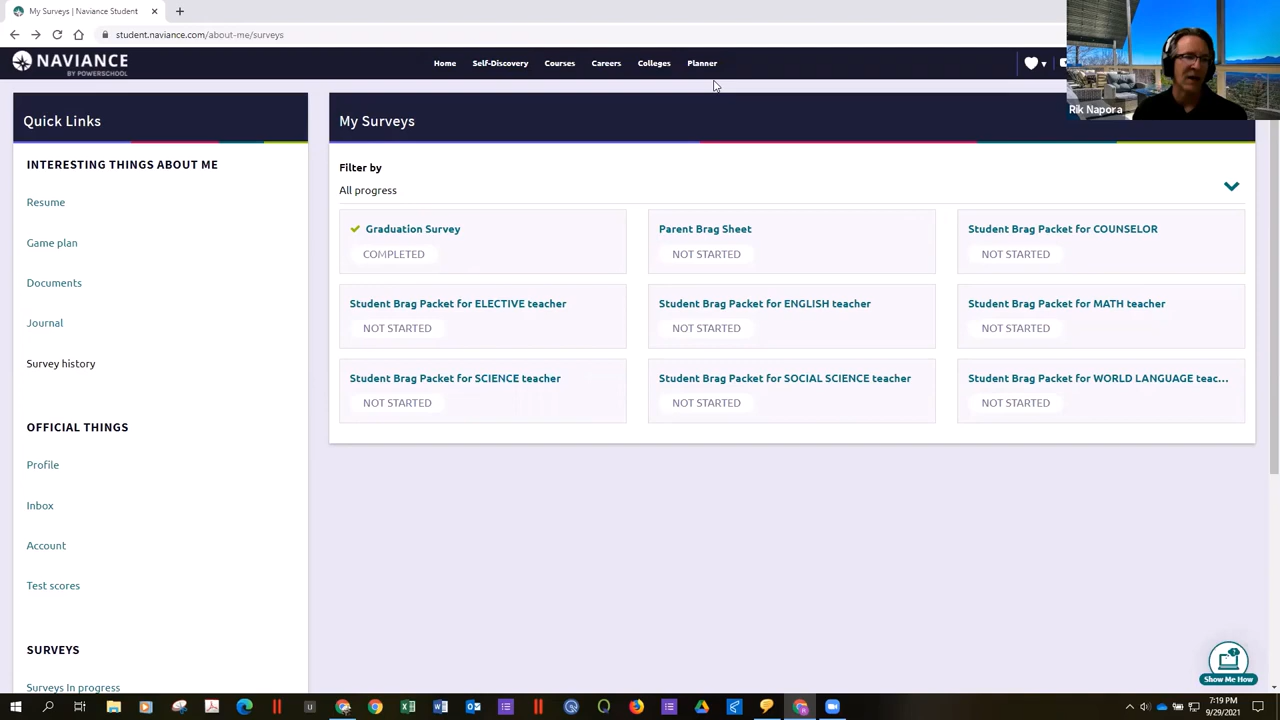 My Surveys | Naviance Student
student.naviance.com/about-me/surveys
NAVIANCE
BY POWERSCHOOL
Home
Self-Discovery
Courses
Careers
Colleges
Planner
Rik Napora
Quick Links
INTERESTING THINGS ABOUT ME
Resume
Game plan
Documents
Journal
Survey history
OFFICIAL THINGS
Profile
Inbox
Account
Test scores
SURVEYS
Surveys In progress
My Surveys
Filter by
All progress
Graduation Survey
COMPLETED
Parent Brag Sheet
NOT STARTED
Student Brag Packet for COUNSELOR
NOT STARTED
Student Brag Packet for ELECTIVE teacher
NOT STARTED
Student Brag Packet for ENGLISH teacher
NOT STARTED
Student Brag Packet for MATH teacher
NOT STARTED
Student Brag Packet for SCIENCE teacher
NOT STARTED
Student Brag Packet for SOCIAL SCIENCE teacher
NOT STARTED
Student Brag Packet for WORLD LANGUAGE teac...
NOT STARTED
Show Me How
7:19 PM
9/29/2021